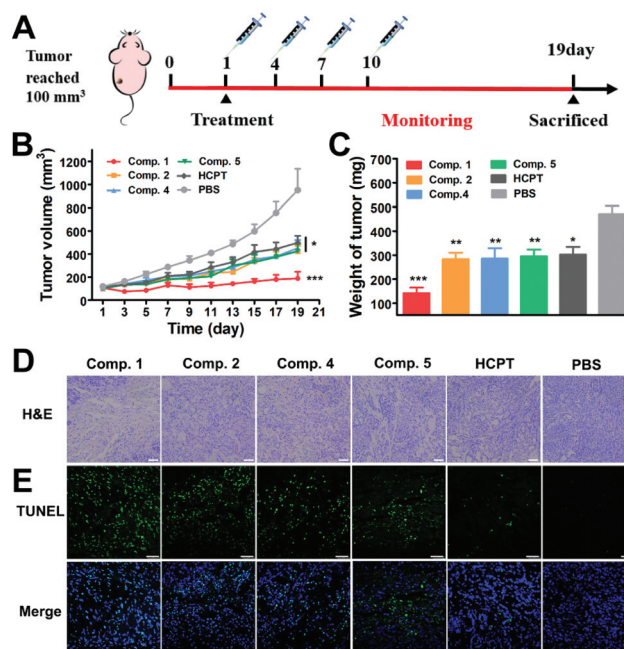 A
Tumor
reached
100 mm³
0 1 4 7 10 19day
Treatment Monitoring Sacrificed
B
Tumor volume (mm³)
1200
1000
800
600
400
200
0
Comp. 1 Comp. 5
Comp. 2 HCPT
Comp. 4 PBS
*
***
1 3 5 7 9 11 13 15 17 19 21
Time (day)
C
Weight of tumor (mg)
700
600
500
400
300
200
100
Comp. 1 Comp. 5
Comp. 2 HCPT
Comp.4 PBS
*** ** ** ** *
D
Comp. 1 Comp. 2 Comp. 4 Comp. 5 HCPT PBS
H&E
E
TUNEL
Merge